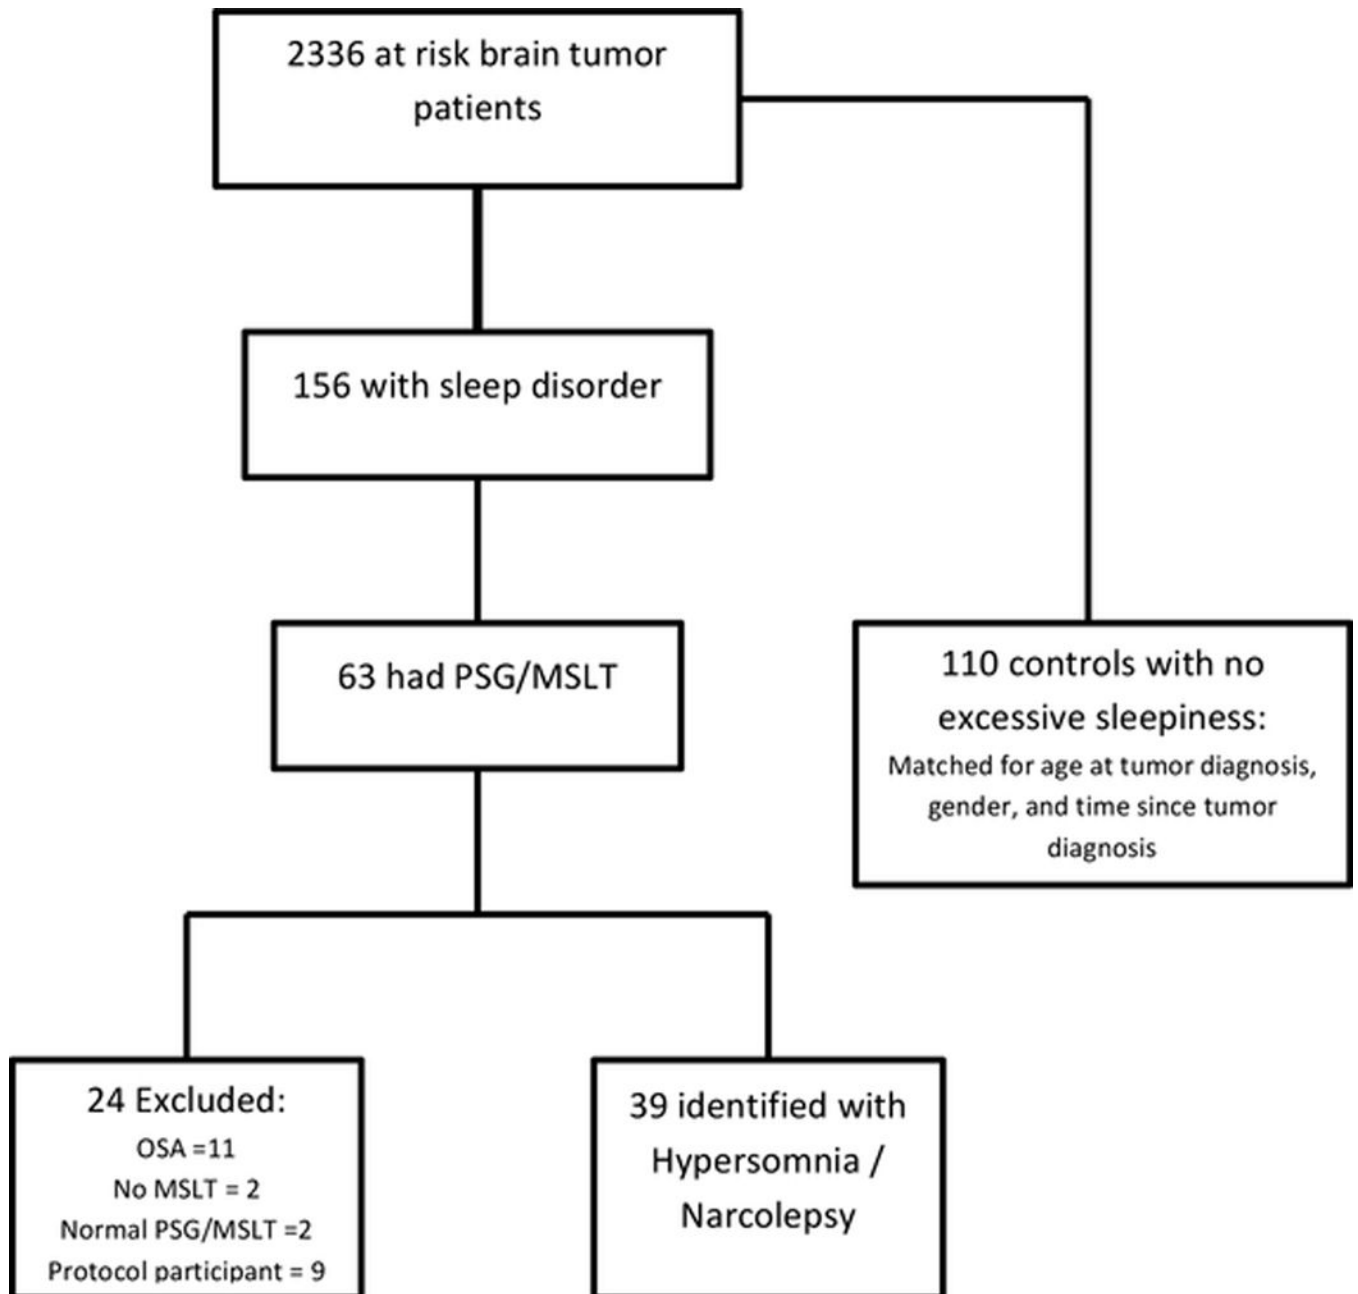 2336 at risk brain tumor
patients
156 with sleep disorder
63 had PSG/MSLT
110 controls with no
excessive sleepiness:
Matched for age at tumor diagnosis,
gender, and time since tumor
diagnosis
24 Excluded:
OSA =11
No MSLT = 2
Normal PSG/MSLT =2
Protocol participant = 9
39 identified with
Hypersomnia /
Narcolepsy